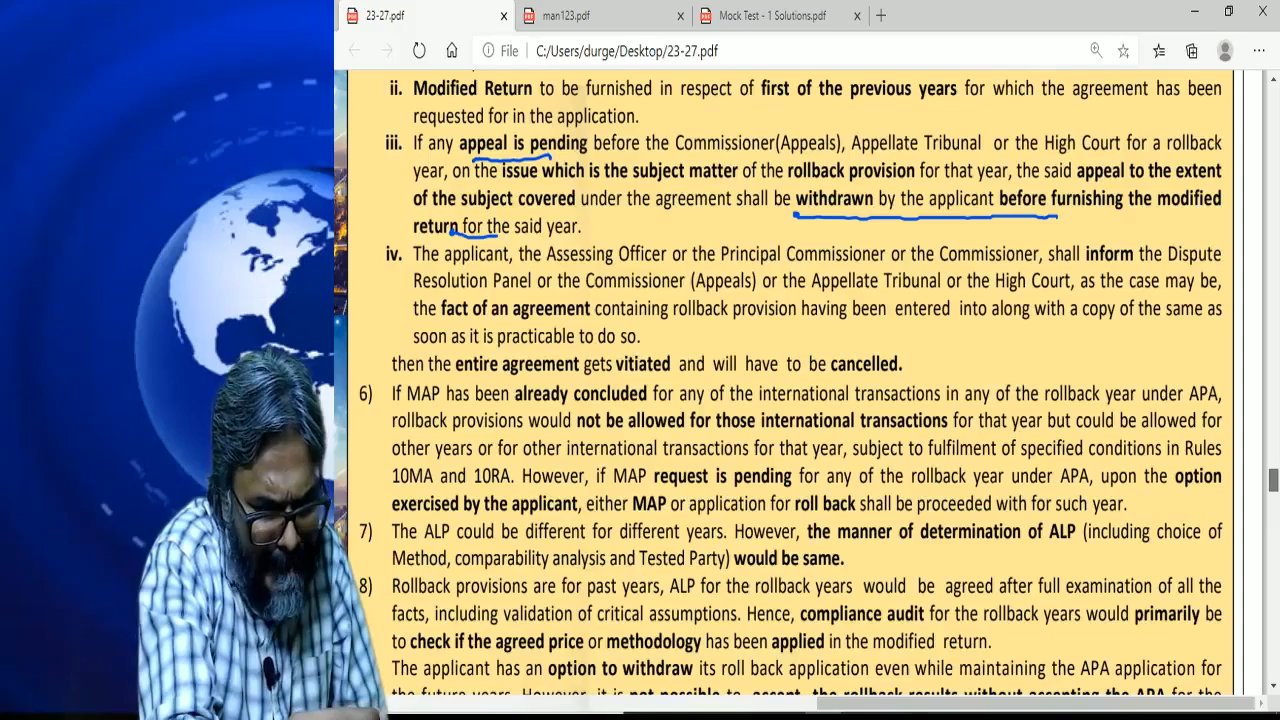 23-27.pdf
man123.pdf
Mock Test - 1 Solutions.pdf
File C:/Users/durge/Desktop/23-27.pdf
ii. Modified Return to be furnished in respect of first of the previous years for which the agreement has been
requested for in the application.
iii. If any appeal is pending before the Commissioner(Appeals), Appellate Tribunal or the High Court for a rollback
year, on the issue which is the subject matter of the rollback provision for that year, the said appeal to the extent
of the subject covered under the agreement shall be withdrawn by the applicant before furnishing the modified
return for the said year.
iv. The applicant, the Assessing Officer or the Principal Commissioner or the Commissioner, shall inform the Dispute
Resolution Panel or the Commissioner (Appeals) or the Appellate Tribunal or the High Court, as the case may be,
the fact of an agreement containing rollback provision having been entered into along with a copy of the same as
soon as it is practicable to do so.
then the entire agreement gets vitiated and will have to be cancelled.
6) If MAP has been already concluded for any of the international transactions in any of the rollback year under APA,
rollback provisions would not be allowed for those international transactions for that year but could be allowed for
other years or for other international transactions for that year, subject to fulfilment of specified conditions in Rules
10MA and 10RA. However, if MAP request is pending for any of the rollback year under APA, upon the option
exercised by the applicant, either MAP or application for roll back shall be proceeded with for such year.
7) The ALP could be different for different years. However, the manner of determination of ALP (including choice of
Method, comparability analysis and Tested Party) would be same.
8) Rollback provisions are for past years, ALP for the rollback years would be agreed after full examination of all the
facts, including validation of critical assumptions. Hence, compliance audit for the rollback years would primarily be
to check if the agreed price or methodology has been applied in the modified return.
The applicant has an option to withdraw its roll back application even while maintaining the APA application for
the future years. However, it is not possible to accept the rollback results without accepting the APA for the